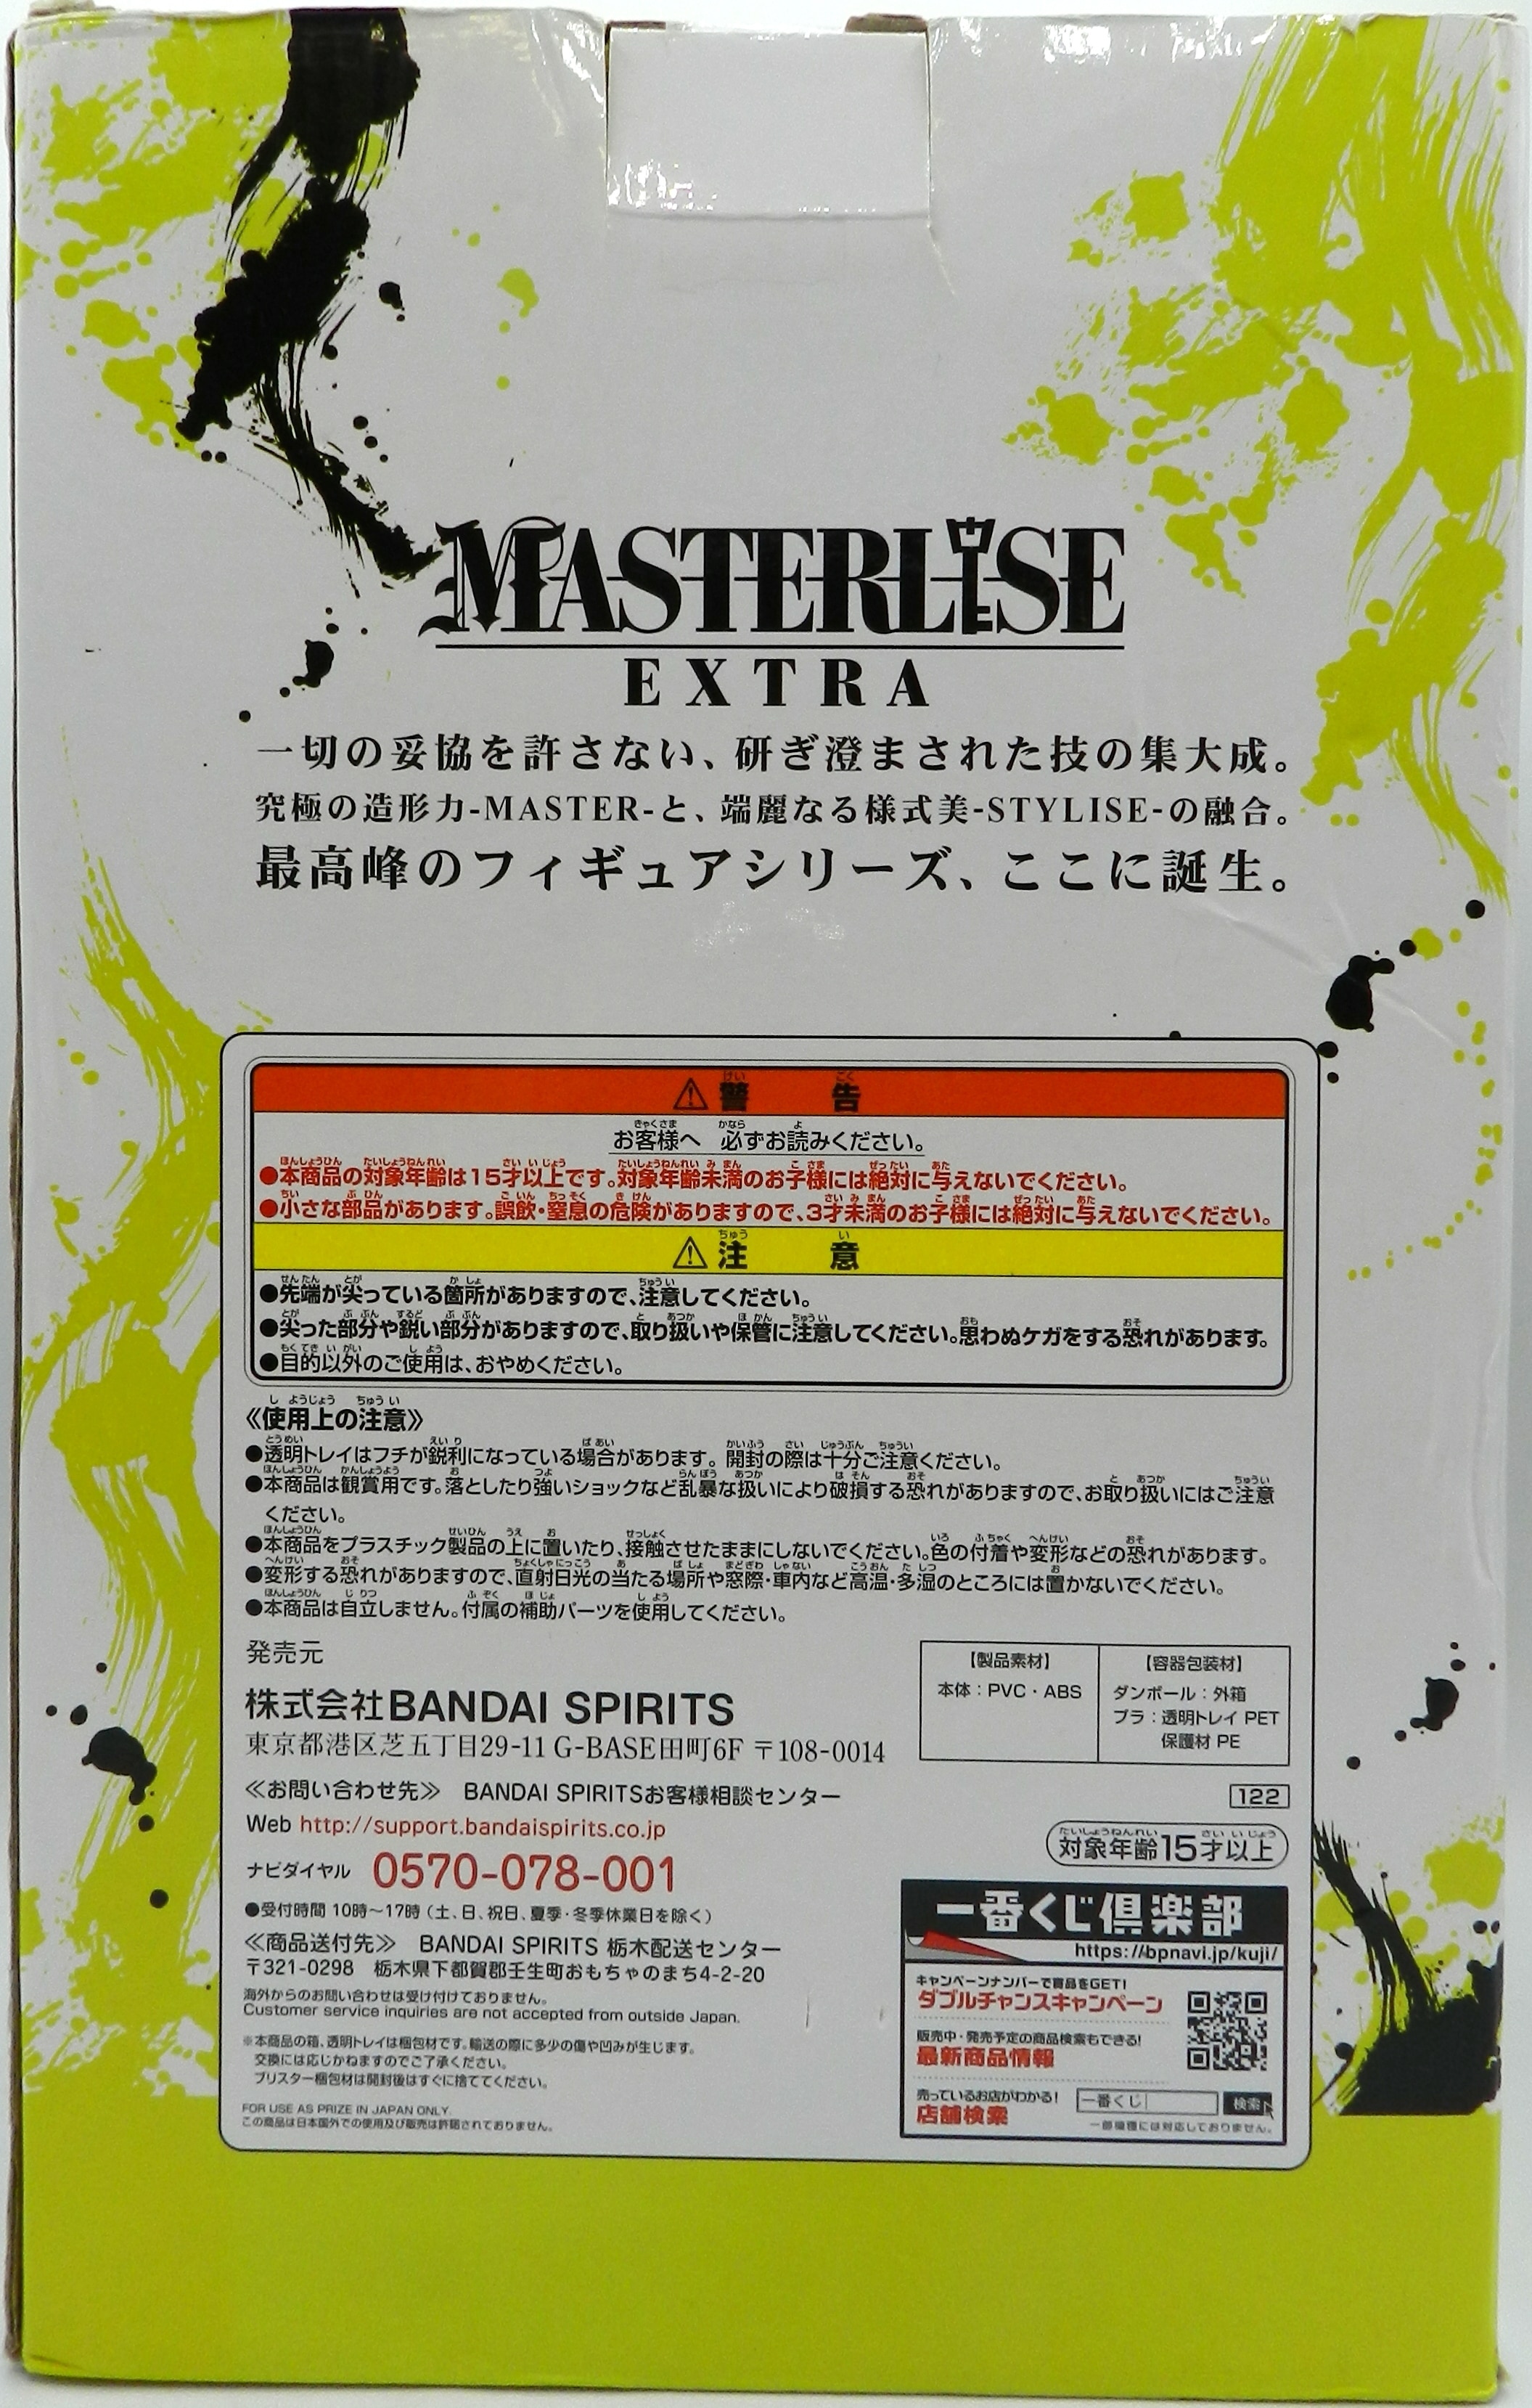 MASTERLISE
EXTRA
一切の妥協を許さない、研ぎ澄まされた技の集大成。
究極の造形力-MASTER-と、端麗なる様式美-STYLISE-の融合。
最高峰のフィギュアシリーズ、ここに誕生。
⚠警告
お客様へ 必ずお読みください。
●本商品の対象年齢は15才以上です。対象年齢未満のお子様には絶対に与えないでください。
●小さな部品があります。誤飲・窒息の危険がありますので、3才未満のお子様には絶対に与えないでください。
⚠注意
●先端が尖っている箇所がありますので、注意してください。
●尖った部分や鋭い部分がありますので、取り扱いや保管に注意してください。思わぬケガをする恐れがあります。
●目的以外のご使用は、おやめください。
《使用上の注意》
●透明トレイはフチが鋭利になっている場合があります。開封の際は十分ご注意ください。
●本商品は観賞用です。落としたり強いショックなど乱暴な扱いにより破損する恐れがありますので、お取り扱いにはご注意
ください。
●本商品をプラスチック製品の上に置いたり、接触させたままにしないでください。色の付着や変形などの恐れがあります。
●変形する恐れがありますので、直射日光の当たる場所や窓際・車内など高温・多湿のところには置かないでください。
●本商品は自立しません。付属の補助パーツを使用してください。
発売元
株式会社BANDAI SPIRITS
東京都港区芝五丁目29-11 G-BASE田町6F 〒108-0014
【製品素材】
本体：PVC・ABS
【容器包装材】
ダンボール：外箱
プラ：透明トレイ PET
保護材 PE
≪お問い合わせ先≫ BANDAI SPIRITSお客様相談センター
Web http://support.bandaispirits.co.jp
ナビダイヤル 0570-078-001
●受付時間 10時～17時（土、日、祝日、夏季・冬季休業日を除く）
≪商品送付先≫ BANDAI SPIRITS 栃木配送センター
〒321-0298 栃木県下都賀郡壬生町おもちゃのまち4-2-20
海外からのお問い合わせは受け付けておりません。
Customer service inquiries are not accepted from outside Japan.
※本商品の箱、透明トレイは梱包材です。輸送の際に多少の傷や凹みが生じます。
交換には応じかねますのでご了承ください。
ブリスター梱包材は開封後はすぐに捨ててください。
FOR USE AS PRIZE IN JAPAN ONLY.
この商品は日本国外での使用及び販売は許諾されておりません。
122
対象年齢15才以上
一番くじ倶楽部
https://bpnavi.jp/kuji/
キャンペーンナンバーで賞品をGET!
ダブルチャンスキャンペーン
販売中・発売予定の商品検索もできる!
最新商品情報
売っているお店がわかる!
店舗検索
一番くじ 検索
一部機種には対応しておりません。